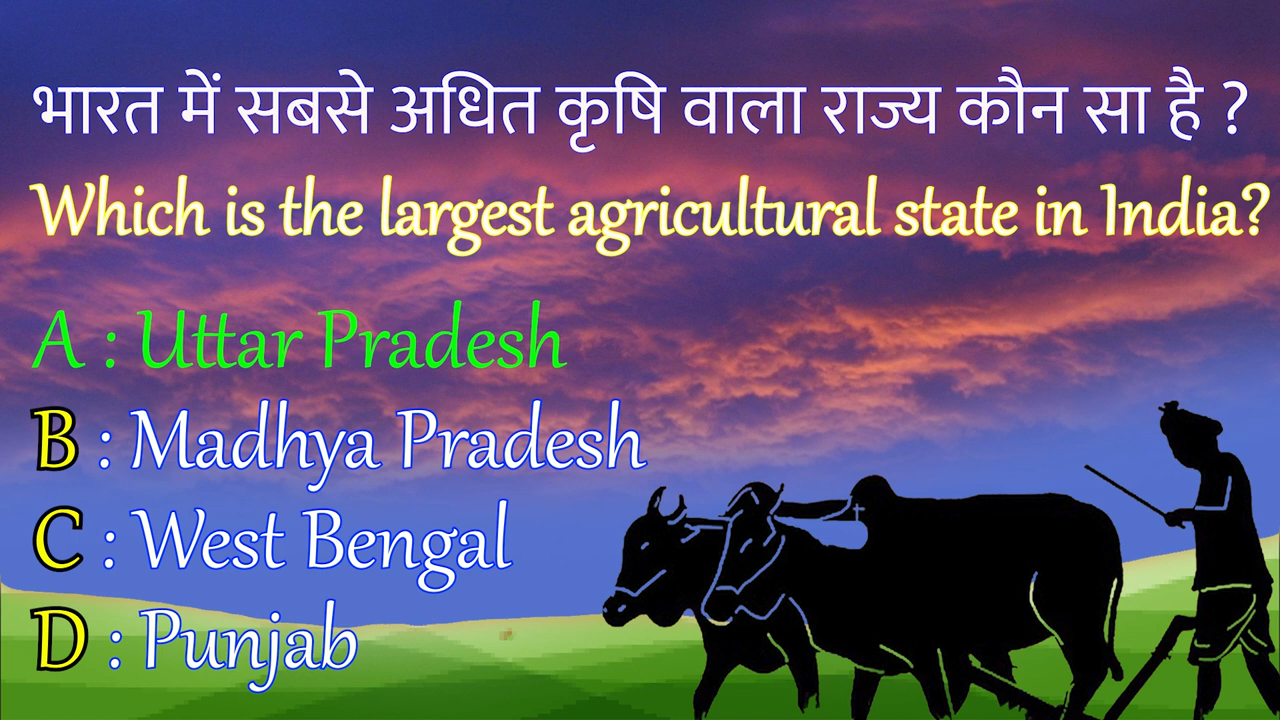 भारत में सबसे अधित कृषि वाला राज्य कौन सा है ?
Which is the largest agricultural state in India?
A : Uttar Pradesh
B : Madhya Pradesh
C : West Bengal
D : Punjab